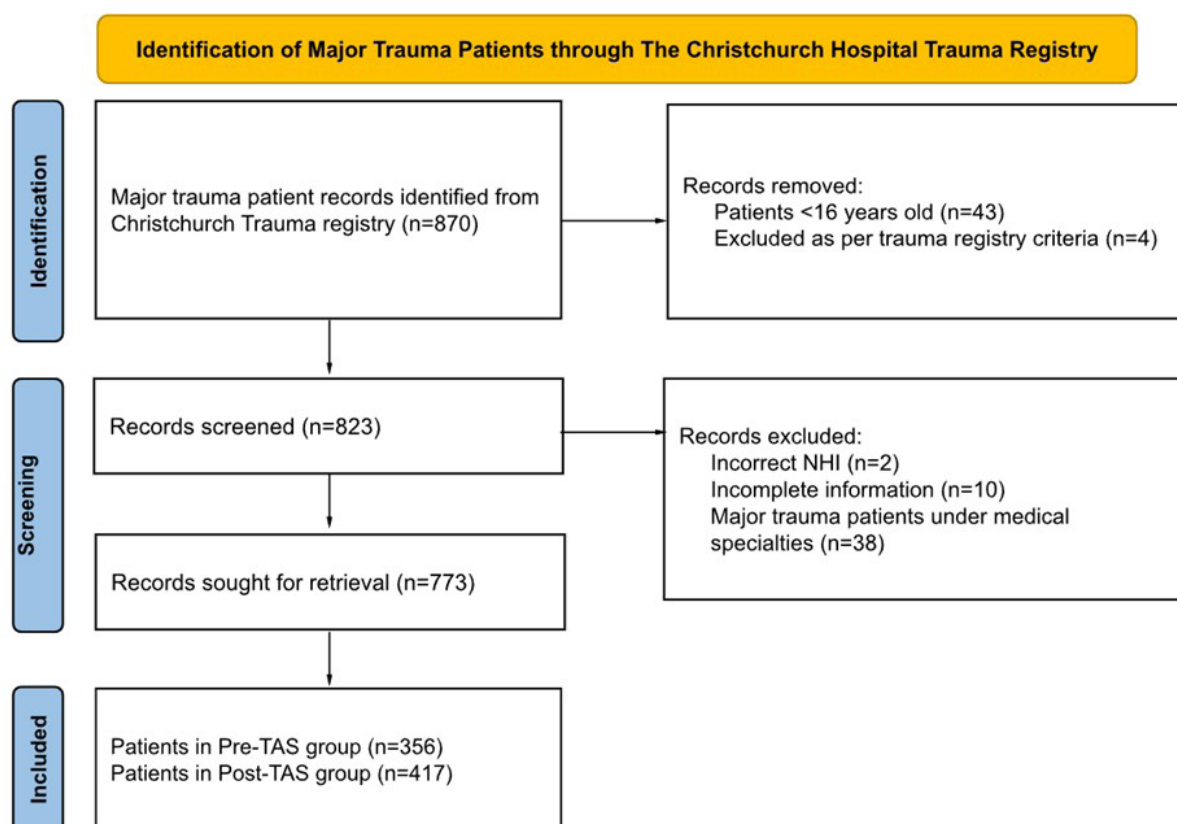 Identification of Major Trauma Patients through The Christchurch Hospital Trauma Registry
Identification
Major trauma patient records identified from
Christchurch Trauma registry (n=870)
Records removed:
Patients <16 years old (n=43)
Excluded as per trauma registry criteria (n=4)
Screening
Records screened (n=823)
Records excluded:
Incorrect NHI (n=2)
Incomplete information (n=10)
Major trauma patients under medical
specialties (n=38)
Records sought for retrieval (n=773)
Included
Patients in Pre-TAS group (n=356)
Patients in Post-TAS group (n=417)